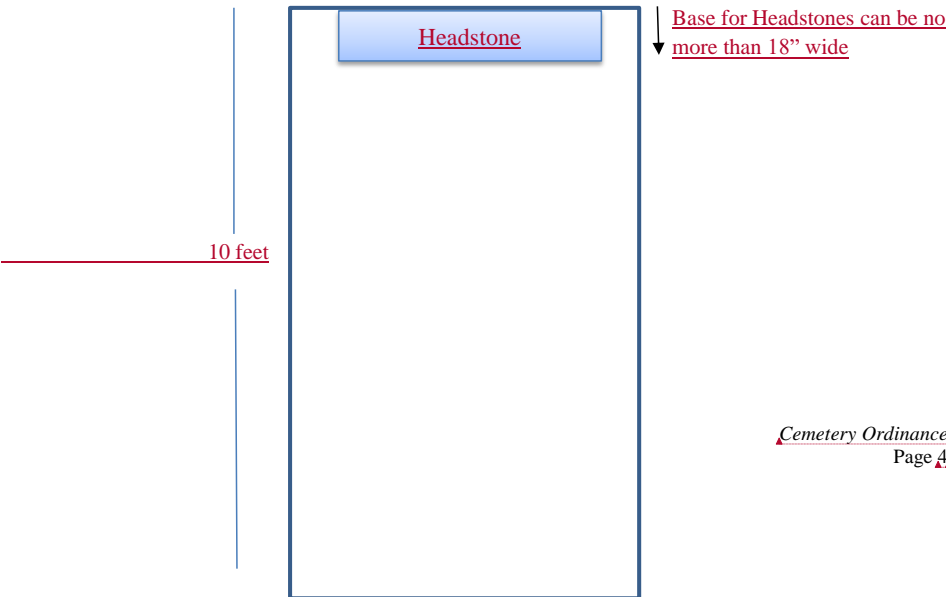 Headstone
Base for Headstones can be no
more than 18” wide
10 feet
Cemetery Ordinance
Page 4